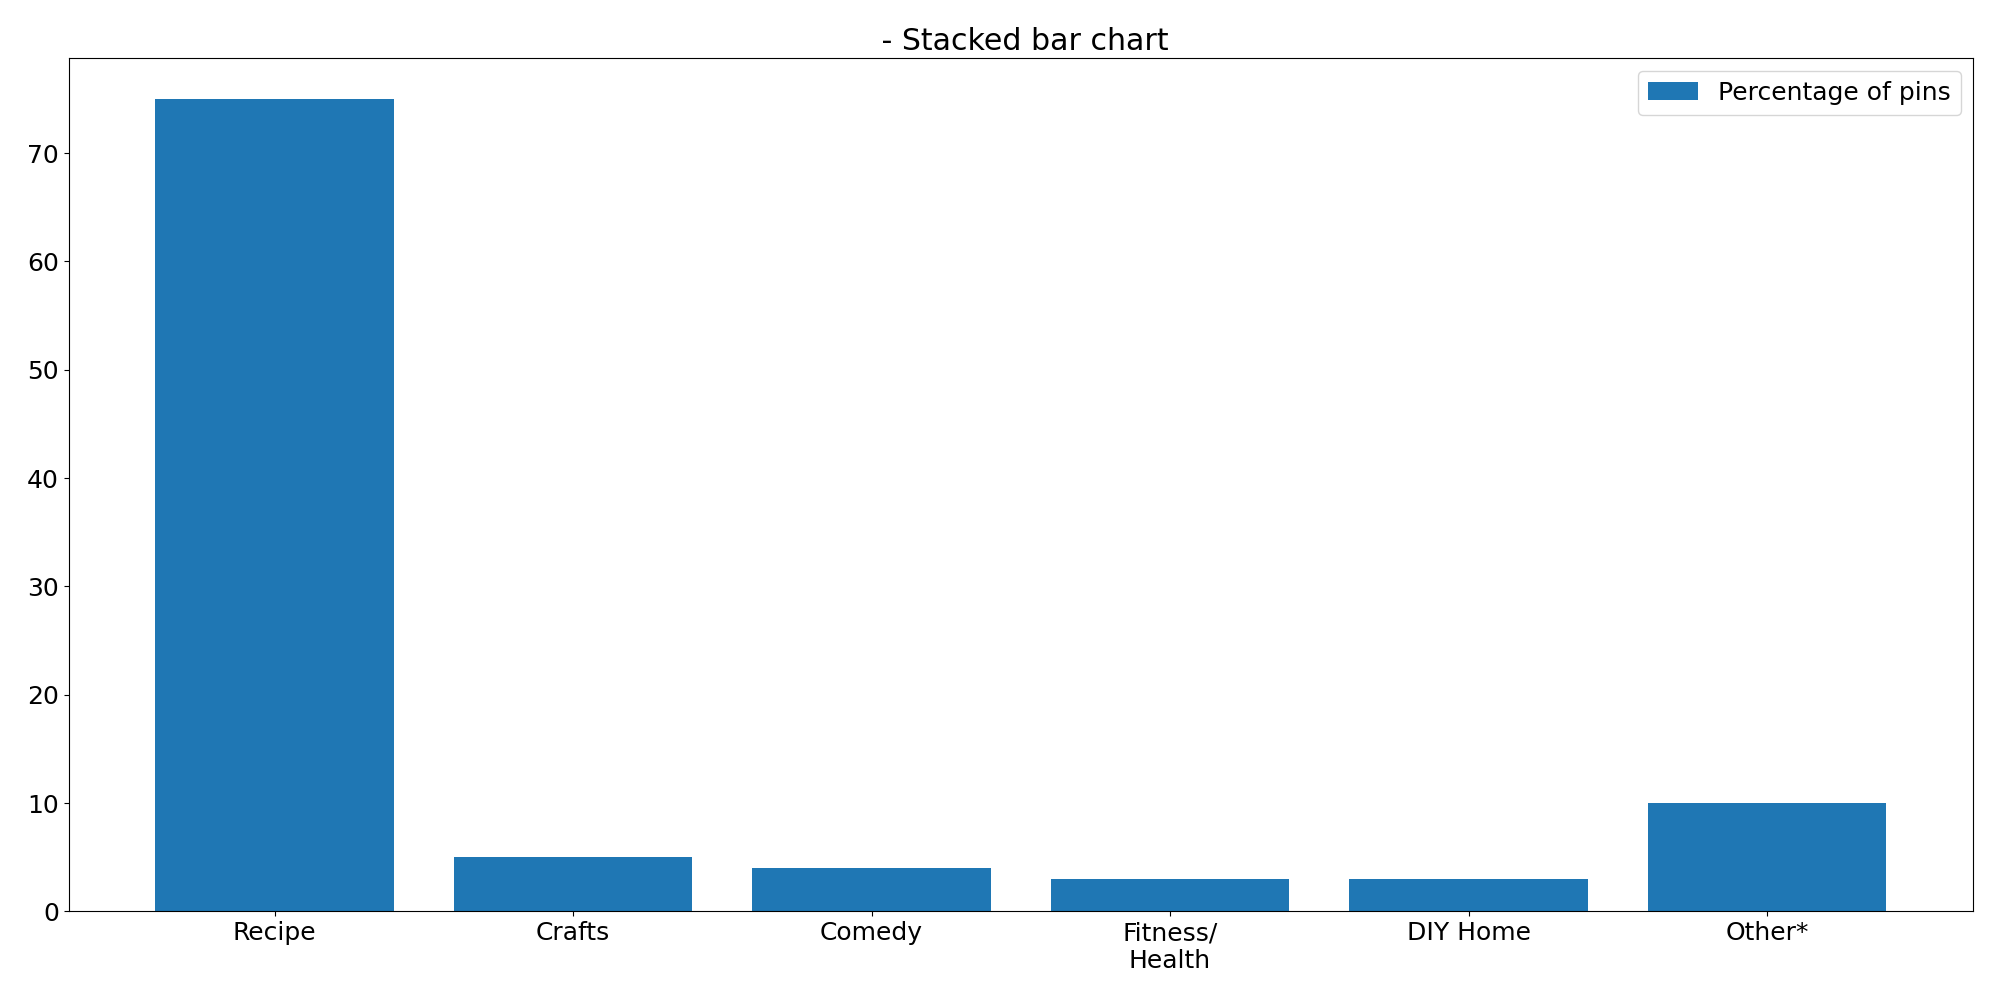 - Stacked bar chart
Percentage of pins
70
60
50
40
30
20
10
0
Recipe
Crafts
Comedy
Fitness/
Health
DIY Home
Other*